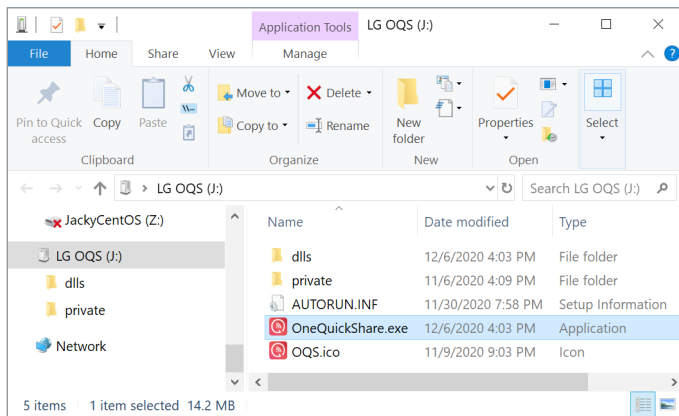 Application Tools LG OQS (J:)
File Home Share View Manage
Pin to Quick access
Copy
Paste
Clipboard
Move to
Copy to
Delete
Rename
Organize
New folder
New
Properties
Open
Select
LG OQS (J:)
Search LG OQS (J:)
JackyCentOS (Z:)
LG OQS (J:)
dlls
private
Network
Name Date modified Type
dlls 12/6/2020 4:03 PM File folder
private 11/6/2020 4:09 PM File folder
AUTORUN.INF 11/30/2020 7:58 PM Setup Information
OneQuickShare.exe 12/6/2020 4:03 PM Application
OQS.ico 11/9/2020 9:03 PM Icon
5 items 1 item selected 14.2 MB